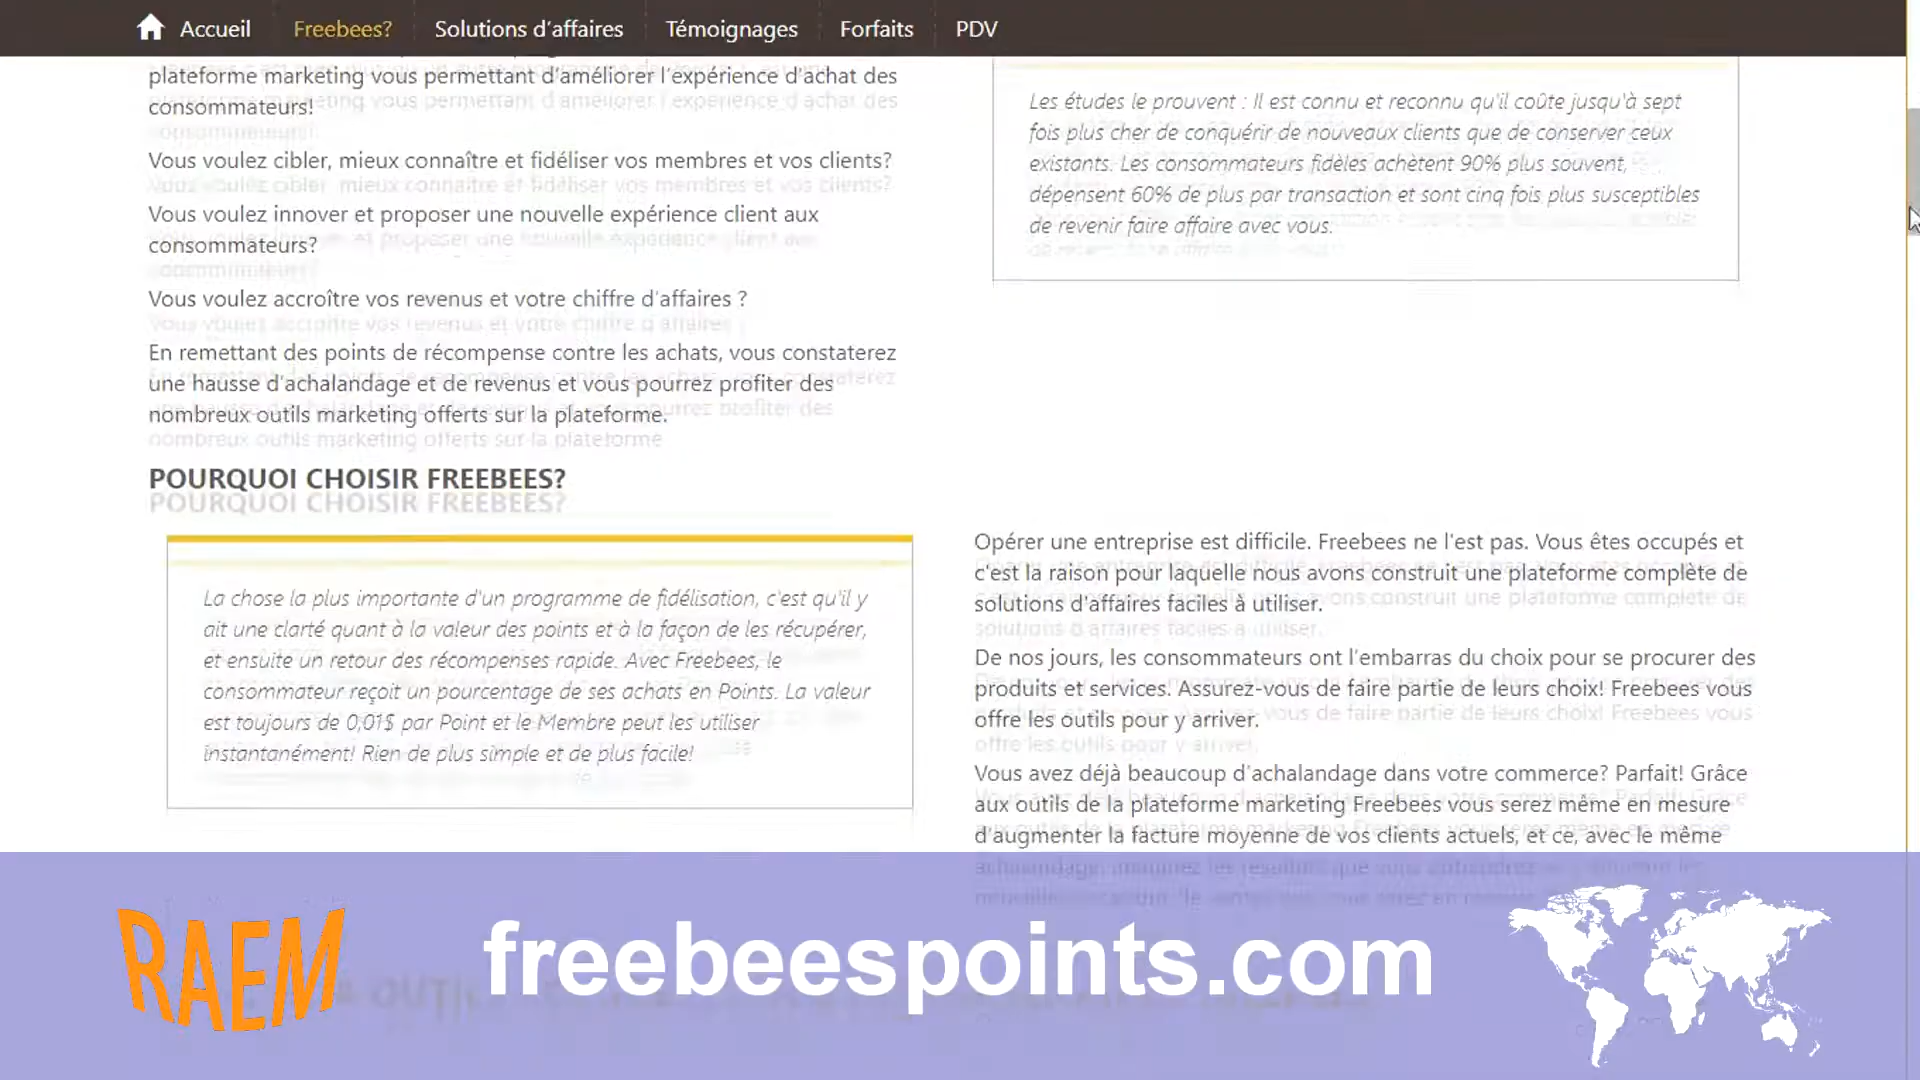 Accueil
Freebees?
Solutions d'affaires
Témoignages
Forfaits
PDV
plateforme marketing vous permettant d'améliorer l'expérience d'achat des
consommateurs!
Vous voulez cibler, mieux connaître et fidéliser vos membres et vos clients?
Vous voulez innover et proposer une nouvelle expérience client aux
consommateurs?
Vous voulez accroître vos revenus et votre chiffre d'affaires ?
En remettant des points de récompense contre les achats, vous constaterez
une hausse d'achalandage et de revenus et vous pourrez profiter des
nombreux outils marketing offerts sur la plateforme.
Les études le prouvent : Il est connu et reconnu qu'il coûte jusqu'à sept
fois plus cher de conquérir de nouveaux clients que de conserver ceux
existants. Les consommateurs fidèles achètent 90% plus souvent,
dépensent 60% de plus par transaction et sont cinq fois plus susceptibles
de revenir faire affaire avec vous.
POURQUOI CHOISIR FREEBEES?
La chose la plus importante d'un programme de fidélisation, c'est qu'il y
ait une clarté quant à la valeur des points et à la façon de les récupérer,
et ensuite un retour des récompenses rapide. Avec Freebees, le
consommateur reçoit un pourcentage de ses achats en Points. La valeur
est toujours de 0,01$ par Point et le Membre peut les utiliser
instantanément! Rien de plus simple et de plus facile!
Opérer une entreprise est difficile. Freebees ne l'est pas. Vous êtes occupés et
c'est la raison pour laquelle nous avons construit une plateforme complète de
solutions d'affaires faciles à utiliser.
De nos jours, les consommateurs ont l'embarras du choix pour se procurer des
produits et services. Assurez-vous de faire partie de leurs choix! Freebees vous
offre les outils pour y arriver.
Vous avez déjà beaucoup d'achalandage dans votre commerce? Parfait! Grâce
aux outils de la plateforme marketing Freebees vous serez même en mesure
d'augmenter la facture moyenne de vos clients actuels, et ce, avec le même
RAEM
freebeespoints.com